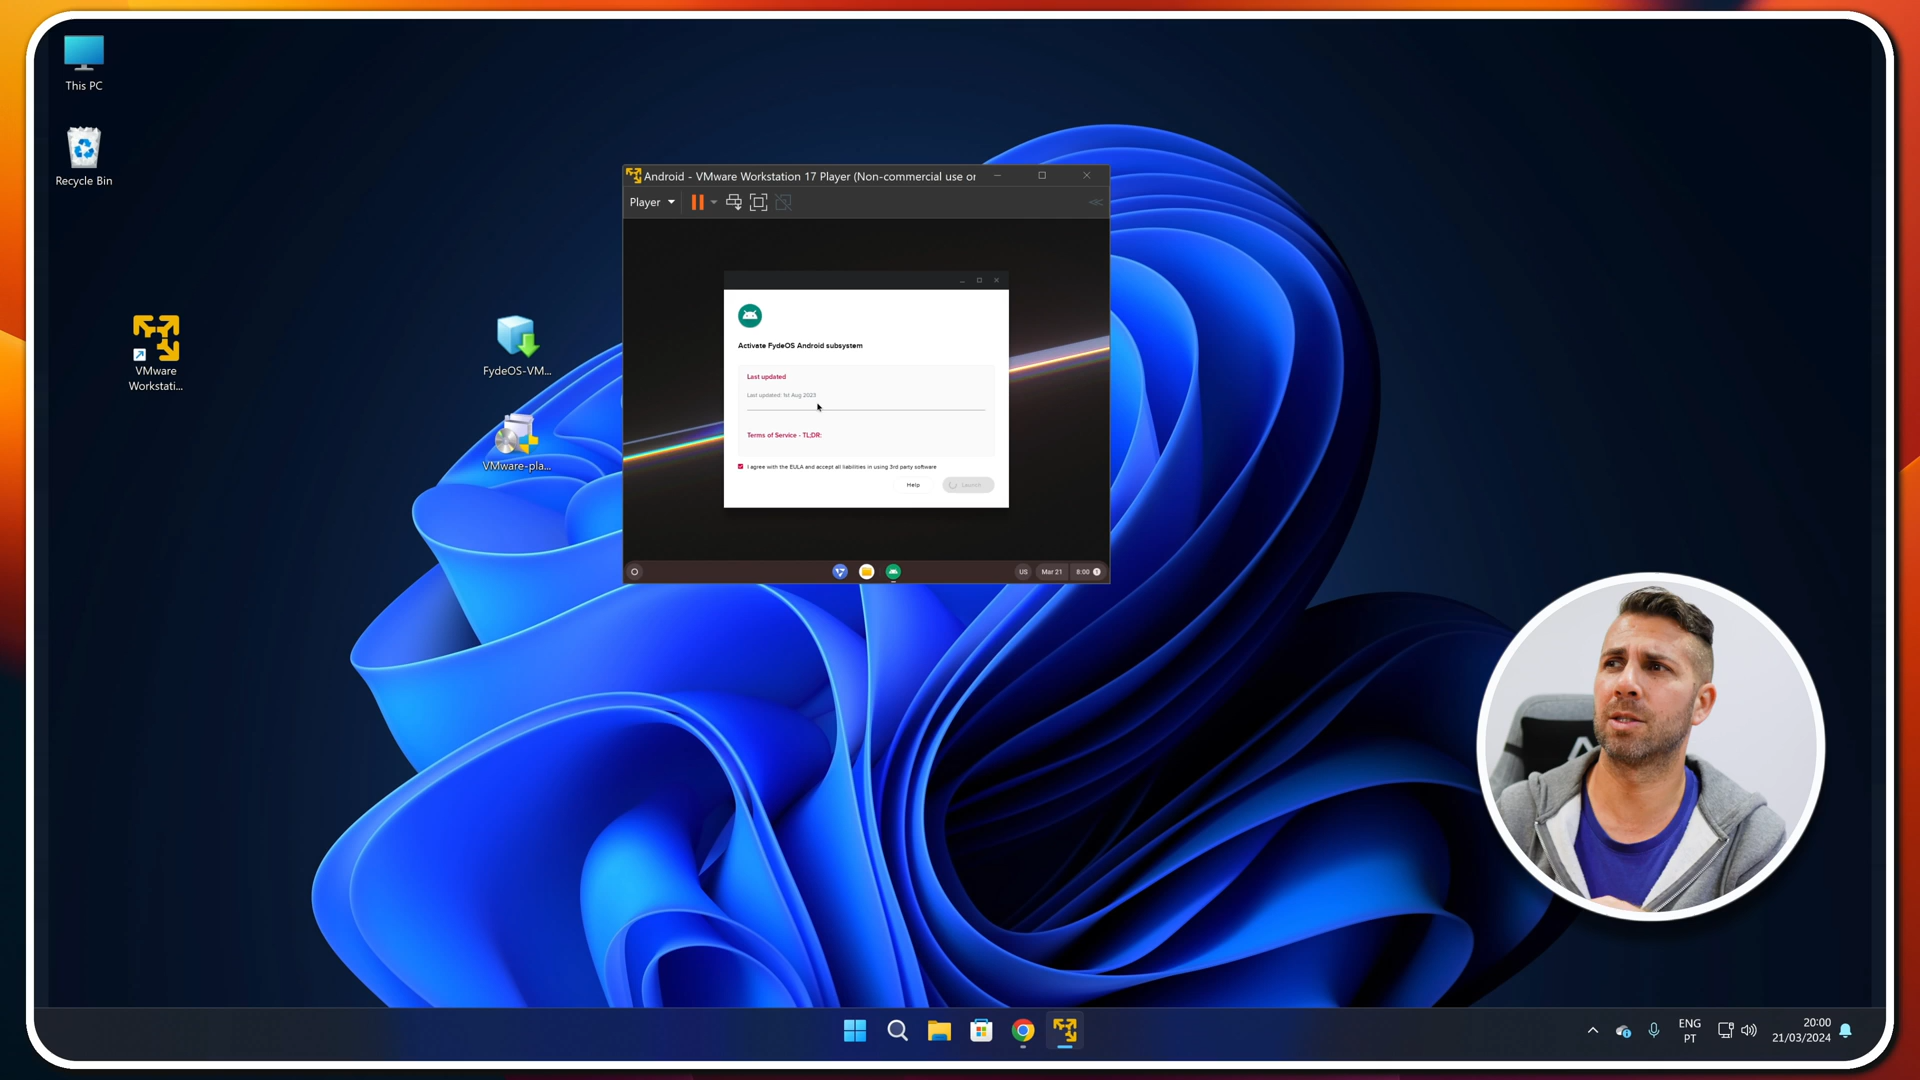 This PC
Recycle Bin
VMware
Workstati...
FydeOS-VM...
VMware-pla...
Android - VMware Workstation 17 Player (Non-commercial use or
Player
Activate FydeOS Android subsystem
Last updated
Last updated: 1st Aug 2023
Terms of Service - TL;DR:
I agree with the EULA and accept all liabilities in using 3rd party software
Help
Launch
US
Mar 21
8:00
1
ENG
PT
20:00
21/03/2024